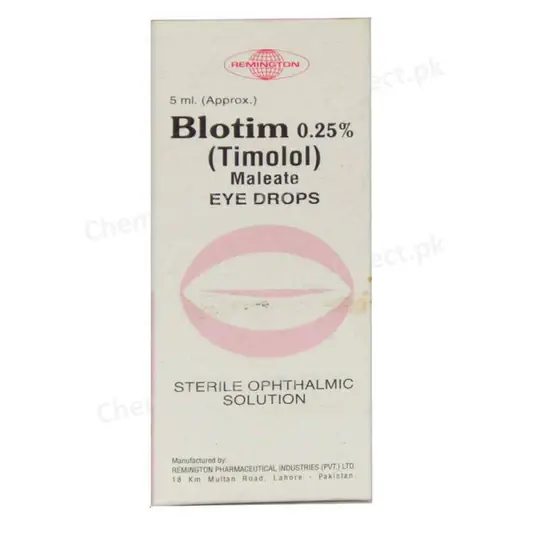 REMINGTON
5 ml. (Approx.)
Blotim 0.25%
(Timolol)
Maleate
EYE DROPS
STERILE OPHTHALMIC
SOLUTION
Manufactured by:
REMINGTON PHARMACEUTICAL INDUSTRIES (PVT.) LTD.
18 Km Multan Road, Lahore - Pakistan.